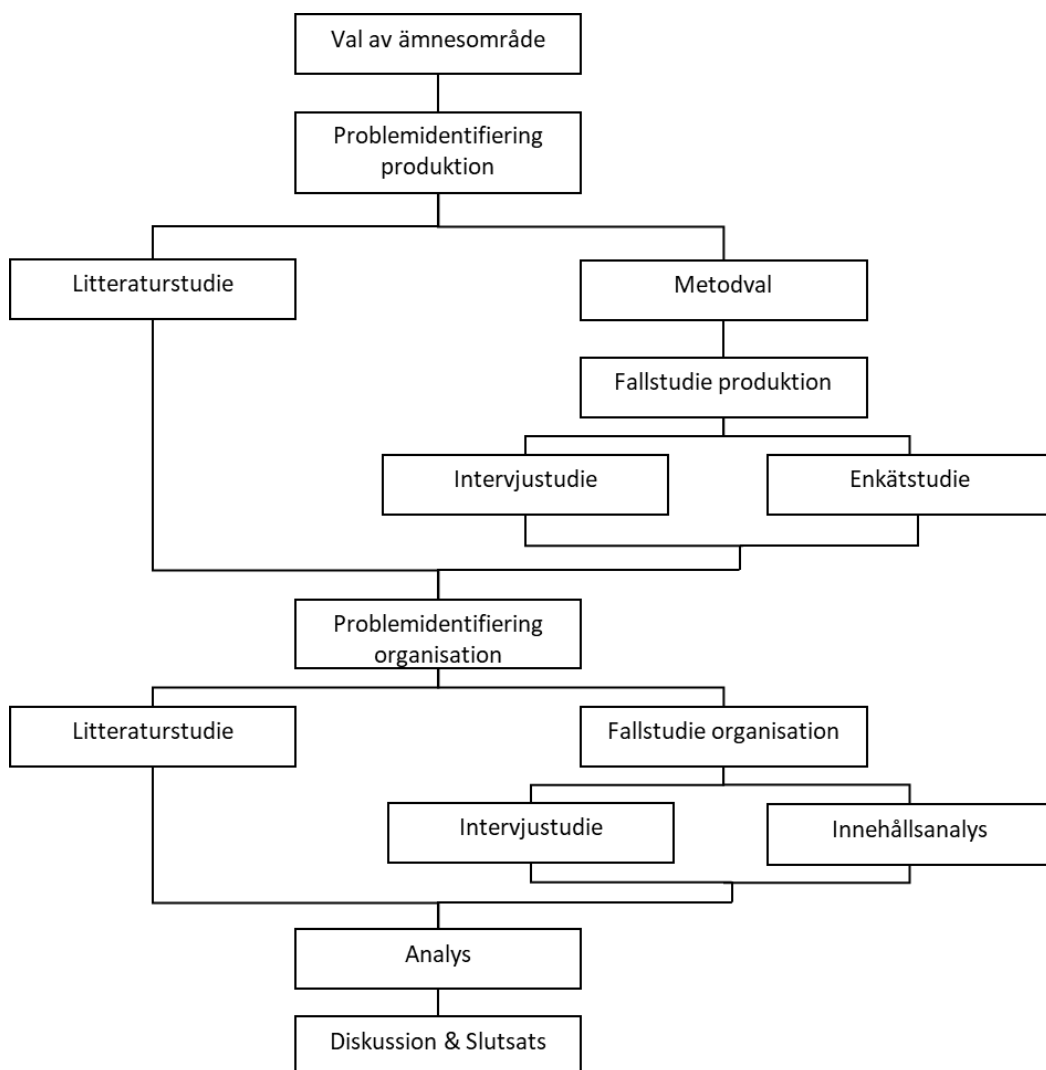 Val av ämnesområde
Problemidentifiering
produktion
Litteraturstudie
Metodval
Fallstudie produktion
Intervjustudie
Enkätstudie
Problemidentifiering
organisation
Litteraturstudie
Fallstudie organisation
Intervjustudie
Innehållsanalys
Analys
Diskussion & Slutsats